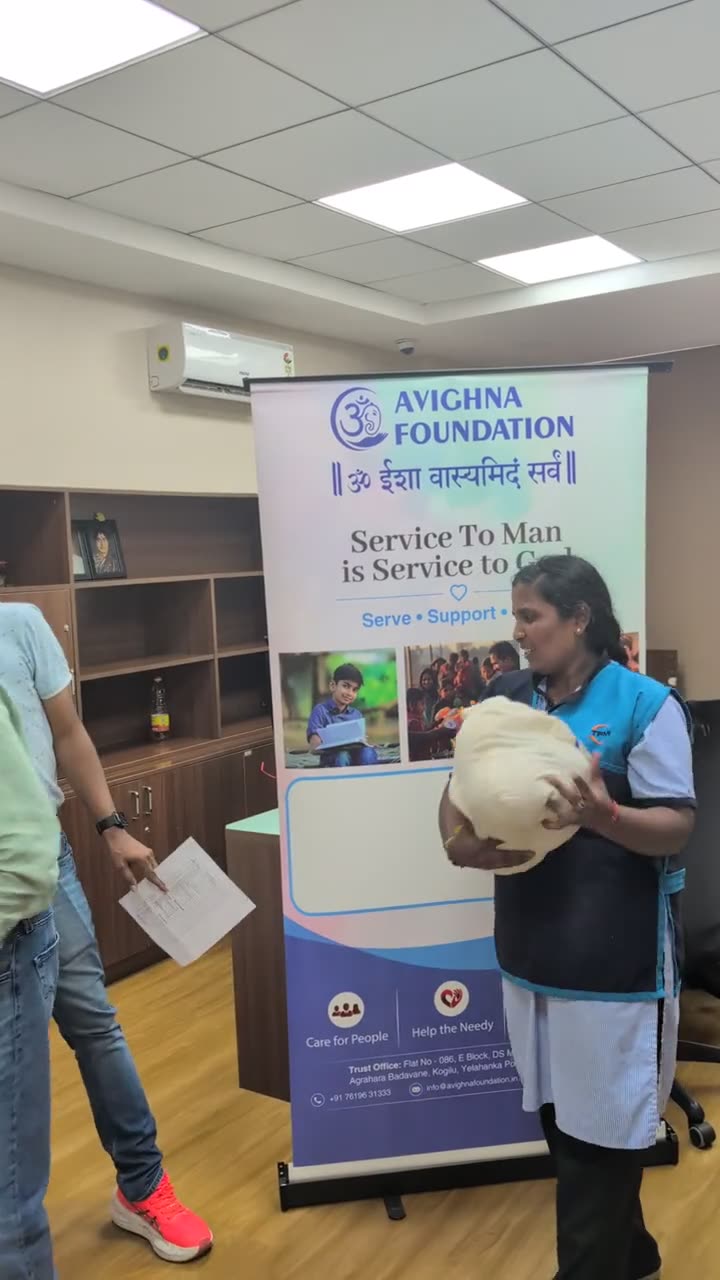 AVIGHNA
FOUNDATION
॥ॐ ईशा वास्यमिदं सर्वं॥
Service To Man
is Service to
Serve • Support •
TPM
Care for People
Help the Needy
Trust Office: Flat No - 086, E Block, DS
Agrahara Badavane, Kogilu, Yelahanka
+91 76196 31333
info@avighnafoundation.in